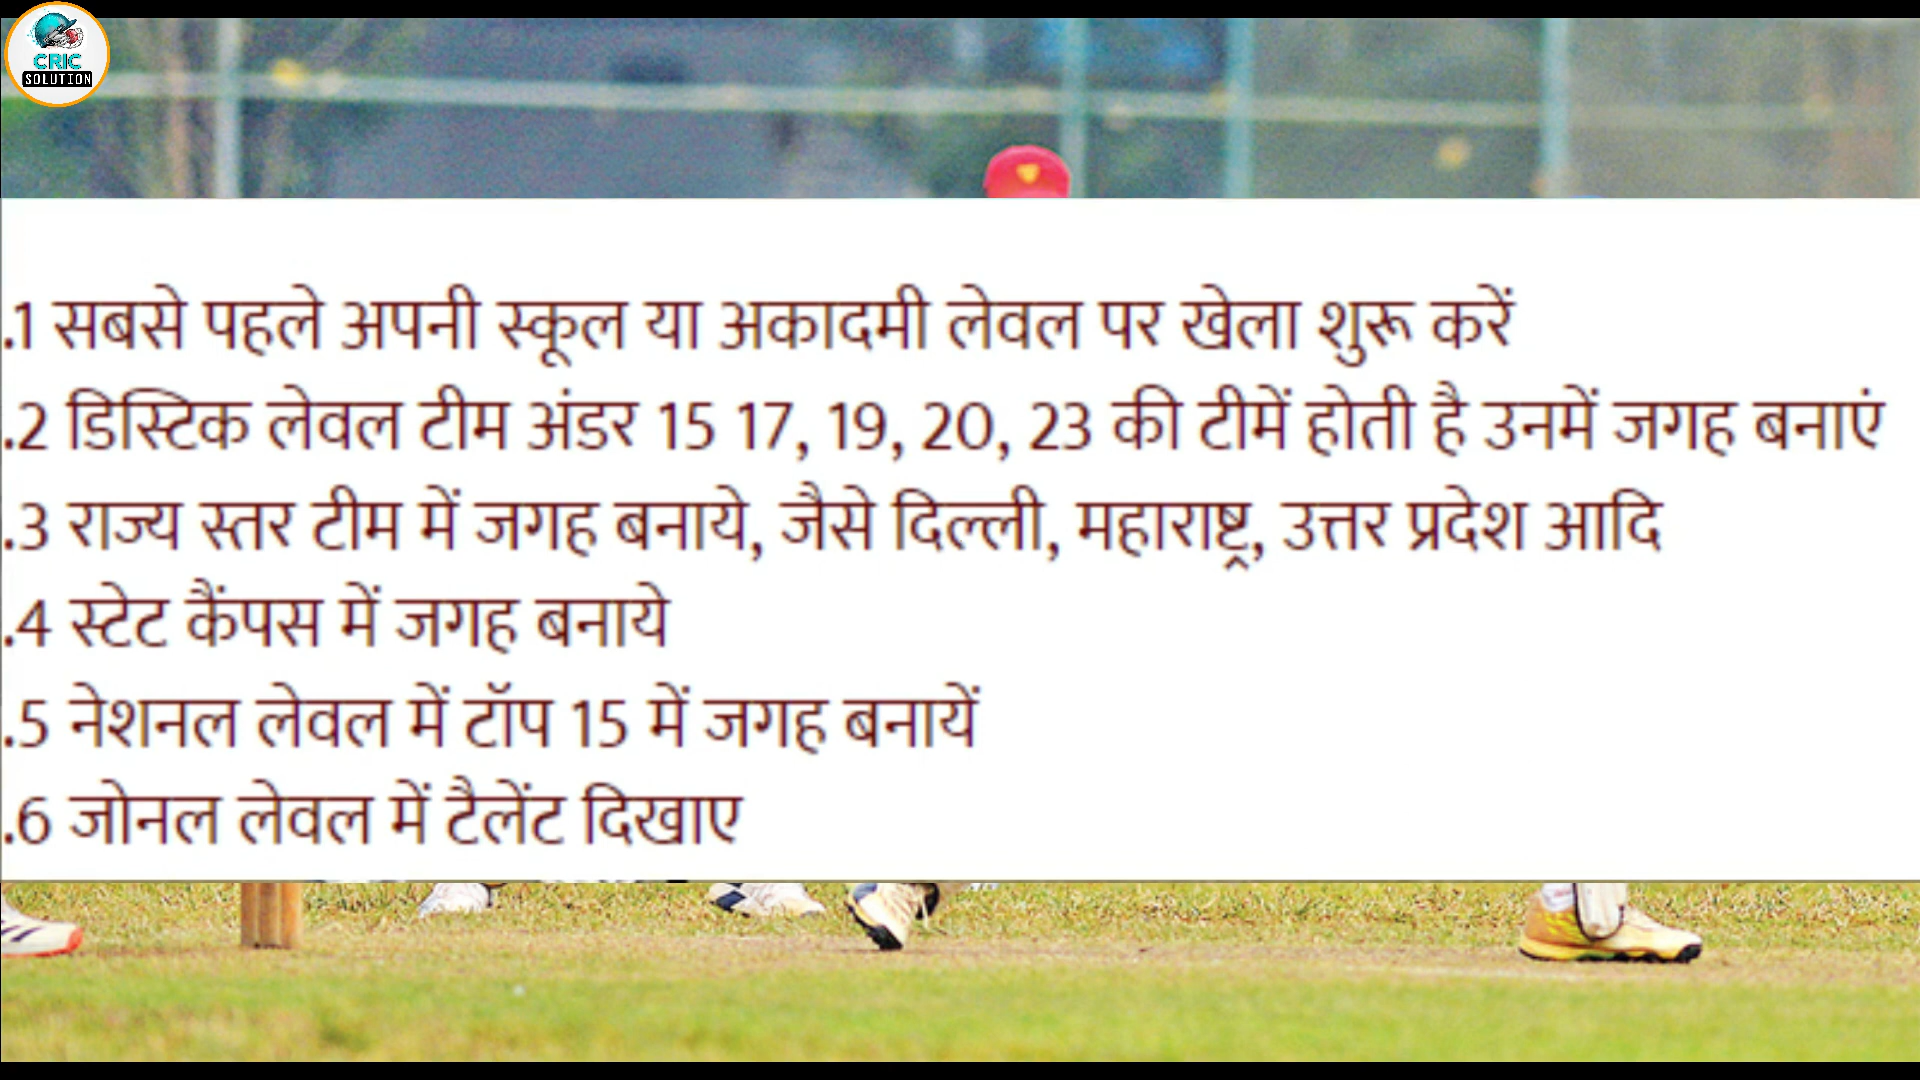 CRIC
SOLUTION
.1 सबसे पहले अपनी स्कूल या अकादमी लेवल पर खेला शुरू करें
.2 डिस्टिक लेवल टीम अंडर 15 17, 19, 20, 23 की टीमें होती है उनमें जगह बनाएं
.3 राज्य स्तर टीम में जगह बनाये, जैसे दिल्ली, महाराष्ट्र, उत्तर प्रदेश आदि
.4 स्टेट कैंपस में जगह बनाये
.5 नेशनल लेवल में टॉप 15 में जगह बनायें
.6 जोनल लेवल में टैलेंट दिखाए